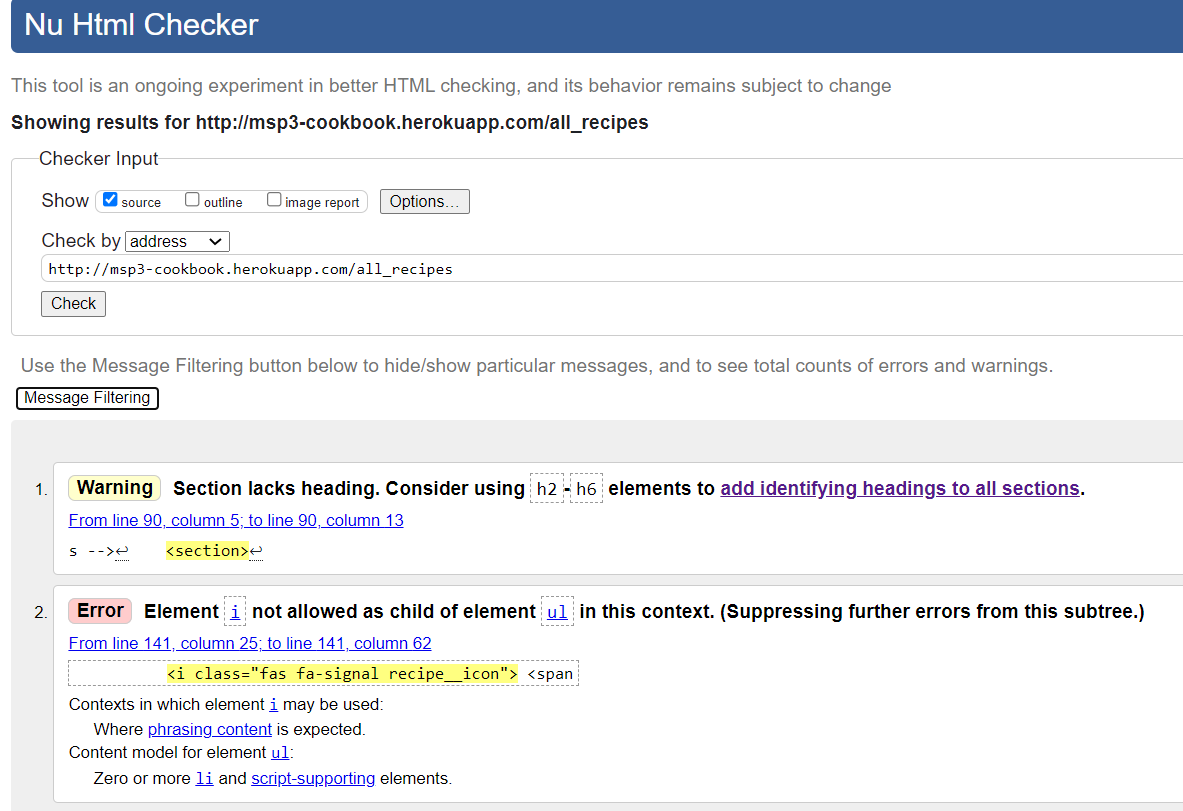 Nu Html Checker
This tool is an ongoing experiment in better HTML checking, and its behavior remains subject to change
Showing results for http://msp3-cookbook.herokuapp.com/all_recipes
Checker Input
Show source outline image report Options...
Check by address
http://msp3-cookbook.herokuapp.com/all_recipes
Check
Use the Message Filtering button below to hide/show particular messages, and to see total counts of errors and warnings.
Message Filtering
1. Warning Section lacks heading. Consider using h2-h6 elements to add identifying headings to all sections.
From line 90, column 5; to line 90, column 13
s -->↩    <section>↩
2. Error Element i not allowed as child of element ul in this context. (Suppressing further errors from this subtree.)
From line 141, column 25; to line 141, column 62
<i class="fas fa-signal recipe__icon"> <span
Contexts in which element i may be used:
Where phrasing content is expected.
Content model for element ul:
Zero or more li and script-supporting elements.